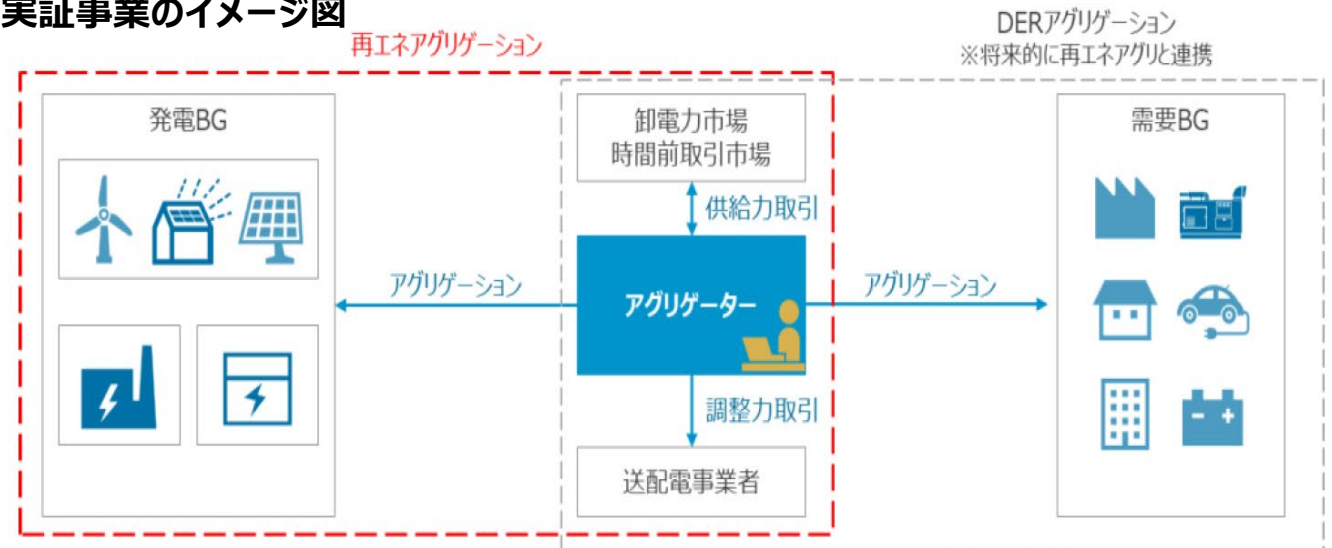 実証事業のイメージ図
再エネアグリゲーション
DERアグリゲーション
※将来的に再エネアグリと連携
発電BG
卸電力市場
時間前取引市場
需要BG
供給力取引
アグリゲーション
アグリゲーター
アグリゲーション
調整力取引
送配電事業者